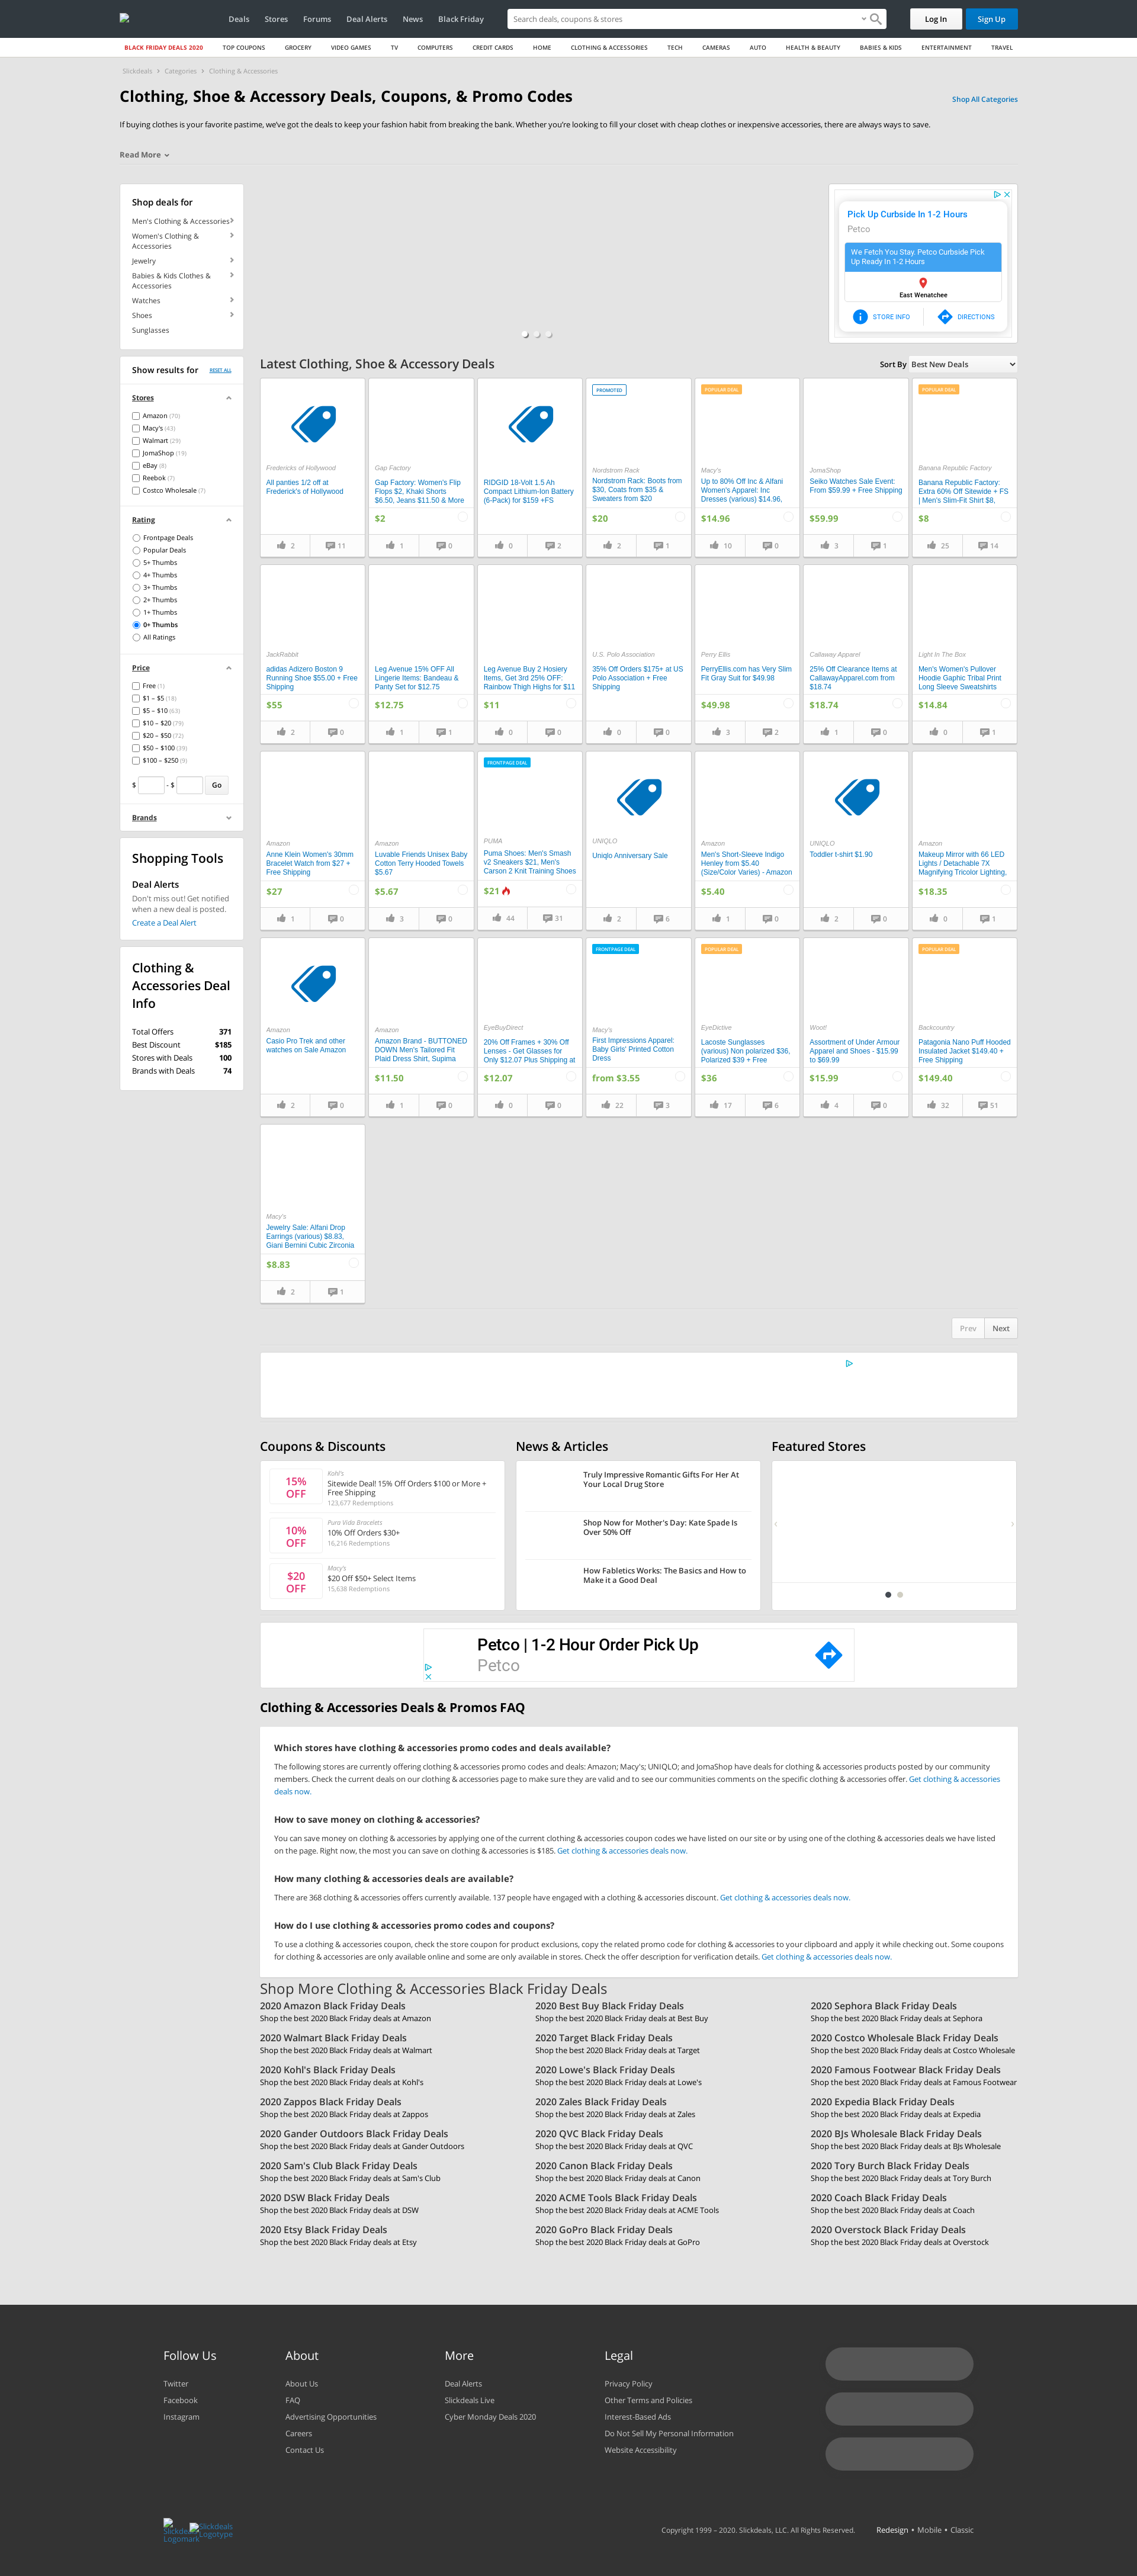 Deals
Stores
Forums
Deal Alerts
News
Black Friday
Search deals, coupons & stores
Log In
Sign Up
BLACK FRIDAY DEALS 2020
TOP COUPONS
GROCERY
VIDEO GAMES
TV
COMPUTERS
CREDIT CARDS
HOME
CLOTHING & ACCESSORIES
TECH
CAMERAS
AUTO
HEALTH & BEAUTY
BABIES & KIDS
ENTERTAINMENT
TRAVEL
Slickdeals > Categories > Clothing & Accessories
Clothing, Shoe & Accessory Deals, Coupons, & Promo Codes
Shop All Categories
If buying clothes is your favorite pastime, we've got the deals to keep your fashion habit from breaking the bank. Whether you're looking to fill your closet with cheap clothes or inexpensive accessories, there are always ways to save.
Read More
Shop deals for
Men's Clothing & Accessories
Women's Clothing &
Accessories
Jewelry
Babies & Kids Clothes &
Accessories
Watches
Shoes
Sunglasses
Pick Up Curbside In 1-2 Hours
Petco
We Fetch You Stay. Petco Curbside Pick
Up Ready In 1-2 Hours
East Wenatchee
STORE INFO
DIRECTIONS
Show results for
RESET ALL
Stores
Amazon (70)
Macy's (43)
Walmart (29)
JomaShop (19)
eBay (8)
Reebok (7)
Costco Wholesale (7)
Rating
Frontpage Deals
Popular Deals
5+ Thumbs
4+ Thumbs
3+ Thumbs
2+ Thumbs
1+ Thumbs
0+ Thumbs
All Ratings
Price
Free (1)
$1 – $5 (18)
$5 – $10 (63)
$10 – $20 (79)
$20 – $50 (72)
$50 – $100 (39)
$100 – $250 (9)
$ - $ Go
Brands
Shopping Tools
Deal Alerts
Don't miss out! Get notified
when a new deal is posted.
Create a Deal Alert
Clothing &
Accessories Deal
Info
Total Offers 371
Best Discount $185
Stores with Deals 100
Brands with Deals 74
Latest Clothing, Shoe & Accessory Deals
Sort By Best New Deals
Fredericks of Hollywood
All panties 1/2 off at
Frederick's of Hollywood
2 11
Gap Factory
Gap Factory: Women's Flip
Flops $2, Khaki Shorts
$6.50, Jeans $11.50 & More
$2
1 0
RIDGID 18-Volt 1.5 Ah
Compact Lithium-Ion Battery
(6-Pack) for $159 +FS
0 2
PROMOTED
Nordstrom Rack
Nordstrom Rack: Boots from
$30, Coats from $35 &
Sweaters from $20
$20
2 1
POPULAR DEAL
Macy's
Up to 80% Off Inc & Alfani
Women's Apparel: Inc
Dresses (various) $14.96,
$14.96
10 0
JomaShop
Seiko Watches Sale Event:
From $59.99 + Free Shipping
$59.99
3 1
POPULAR DEAL
Banana Republic Factory
Banana Republic Factory:
Extra 60% Off Sitewide + FS
| Men's Slim-Fit Shirt $8,
$8
25 14
JackRabbit
adidas Adizero Boston 9
Running Shoe $55.00 + Free
Shipping
$55
2 0
Leg Avenue 15% OFF All
Lingerie Items: Bandeau &
Panty Set for $12.75
$12.75
1 1
Leg Avenue Buy 2 Hosiery
Items, Get 3rd 25% OFF:
Rainbow Thigh Highs for $11
$11
0 0
U.S. Polo Association
35% Off Orders $175+ at US
Polo Association + Free
Shipping
0 0
Perry Ellis
PerryEllis.com has Very Slim
Fit Gray Suit for $49.98
$49.98
3 2
Callaway Apparel
25% Off Clearance Items at
CallawayApparel.com from
$18.74
$18.74
1 0
Light In The Box
Men's Women's Pullover
Hoodie Gaphic Tribal Print
Long Sleeve Sweatshirts
$14.84
0 1
Amazon
Anne Klein Women's 30mm
Bracelet Watch from $27 +
Free Shipping
$27
1 0
Amazon
Luvable Friends Unisex Baby
Cotton Terry Hooded Towels
$5.67
$5.67
3 0
FRONTPAGE DEAL
PUMA
Puma Shoes: Men's Smash
v2 Sneakers $21, Men's
Carson 2 Knit Training Shoes
$21
44 31
UNIQLO
Uniqlo Anniversary Sale
2 6
Amazon
Men's Short-Sleeve Indigo
Henley from $5.40
(Size/Color Varies) - Amazon
$5.40
1 0
UNIQLO
Toddler t-shirt $1.90
2 0
Amazon
Makeup Mirror with 66 LED
Lights / Detachable 7X
Magnifying Tricolor Lighting,
$18.35
0 1
Amazon
Casio Pro Trek and other
watches on Sale Amazon
2 0
Amazon
Amazon Brand - BUTTONED
DOWN Men's Tailored Fit
Plaid Dress Shirt, Supima
$11.50
1 0
EyeBuyDirect
20% Off Frames + 30% Off
Lenses - Get Glasses for
Only $12.07 Plus Shipping at
$12.07
0 0
FRONTPAGE DEAL
Macy's
First Impressions Apparel:
Baby Girls' Printed Cotton
Dress
from $3.55
22 3
POPULAR DEAL
EyeDictive
Lacoste Sunglasses
(various) Non polarized $36,
Polarized $39 + Free
$36
17 6
Woot!
Assortment of Under Armour
Apparel and Shoes - $15.99
to $69.99
$15.99
4 0
POPULAR DEAL
Backcountry
Patagonia Nano Puff Hooded
Insulated Jacket $149.40 +
Free Shipping
$149.40
32 51
Macy's
Jewelry Sale: Alfani Drop
Earrings (various) $8.83,
Giani Bernini Cubic Zirconia
$8.83
2 1
Prev
Next
Coupons & Discounts
15%
OFF
Kohl's
Sitewide Deal! 15% Off Orders $100 or More +
Free Shipping
123,677 Redemptions
10%
OFF
Pura Vida Bracelets
10% Off Orders $30+
16,216 Redemptions
$20
OFF
Macy's
$20 Off $50+ Select Items
15,638 Redemptions
News & Articles
Truly Impressive Romantic Gifts For Her At
Your Local Drug Store
Shop Now for Mother's Day: Kate Spade Is
Over 50% Off
How Fabletics Works: The Basics and How to
Make it a Good Deal
Featured Stores
Petco | 1-2 Hour Order Pick Up
Petco
Clothing & Accessories Deals & Promos FAQ
Which stores have clothing & accessories promo codes and deals available?
The following stores are currently offering clothing & accessories promo codes and deals: Amazon; Macy's; UNIQLO; and JomaShop have deals for clothing & accessories products posted by our community
members. Check the current deals on our clothing & accessories page to make sure they are valid and to see our communities comments on the specific clothing & accessories offer. Get clothing & accessories
deals now.
How to save money on clothing & accessories?
You can save money on clothing & accessories by applying one of the current clothing & accessories coupon codes we have listed on our site or by using one of the clothing & accessories deals we have listed
on the page. Right now, the most you can save on clothing & accessories is $185. Get clothing & accessories deals now.
How many clothing & accessories deals are available?
There are 368 clothing & accessories offers currently available. 137 people have engaged with a clothing & accessories discount. Get clothing & accessories deals now.
How do I use clothing & accessories promo codes and coupons?
To use a clothing & accessories coupon, check the store coupon for product exclusions, copy the related promo code for clothing & accessories to your clipboard and apply it while checking out. Some coupons
for clothing & accessories are only available online and some are only available in stores. Check the offer description for verification details. Get clothing & accessories deals now.
Shop More Clothing & Accessories Black Friday Deals
2020 Amazon Black Friday Deals
Shop the best 2020 Black Friday deals at Amazon
2020 Best Buy Black Friday Deals
Shop the best 2020 Black Friday deals at Best Buy
2020 Sephora Black Friday Deals
Shop the best 2020 Black Friday deals at Sephora
2020 Walmart Black Friday Deals
Shop the best 2020 Black Friday deals at Walmart
2020 Target Black Friday Deals
Shop the best 2020 Black Friday deals at Target
2020 Costco Wholesale Black Friday Deals
Shop the best 2020 Black Friday deals at Costco Wholesale
2020 Kohl's Black Friday Deals
Shop the best 2020 Black Friday deals at Kohl's
2020 Lowe's Black Friday Deals
Shop the best 2020 Black Friday deals at Lowe's
2020 Famous Footwear Black Friday Deals
Shop the best 2020 Black Friday deals at Famous Footwear
2020 Zappos Black Friday Deals
Shop the best 2020 Black Friday deals at Zappos
2020 Zales Black Friday Deals
Shop the best 2020 Black Friday deals at Zales
2020 Expedia Black Friday Deals
Shop the best 2020 Black Friday deals at Expedia
2020 Gander Outdoors Black Friday Deals
Shop the best 2020 Black Friday deals at Gander Outdoors
2020 QVC Black Friday Deals
Shop the best 2020 Black Friday deals at QVC
2020 BJs Wholesale Black Friday Deals
Shop the best 2020 Black Friday deals at BJs Wholesale
2020 Sam's Club Black Friday Deals
Shop the best 2020 Black Friday deals at Sam's Club
2020 Canon Black Friday Deals
Shop the best 2020 Black Friday deals at Canon
2020 Tory Burch Black Friday Deals
Shop the best 2020 Black Friday deals at Tory Burch
2020 DSW Black Friday Deals
Shop the best 2020 Black Friday deals at DSW
2020 ACME Tools Black Friday Deals
Shop the best 2020 Black Friday deals at ACME Tools
2020 Coach Black Friday Deals
Shop the best 2020 Black Friday deals at Coach
2020 Etsy Black Friday Deals
Shop the best 2020 Black Friday deals at Etsy
2020 GoPro Black Friday Deals
Shop the best 2020 Black Friday deals at GoPro
2020 Overstock Black Friday Deals
Shop the best 2020 Black Friday deals at Overstock
Follow Us
Twitter
Facebook
Instagram
About
About Us
FAQ
Advertising Opportunities
Careers
Contact Us
More
Deal Alerts
Slickdeals Live
Cyber Monday Deals 2020
Legal
Privacy Policy
Other Terms and Policies
Interest-Based Ads
Do Not Sell My Personal Information
Website Accessibility
Slickdeals
Logotype
Logomark
Copyright 1999 – 2020. Slickdeals, LLC. All Rights Reserved.
Redesign • Mobile • Classic